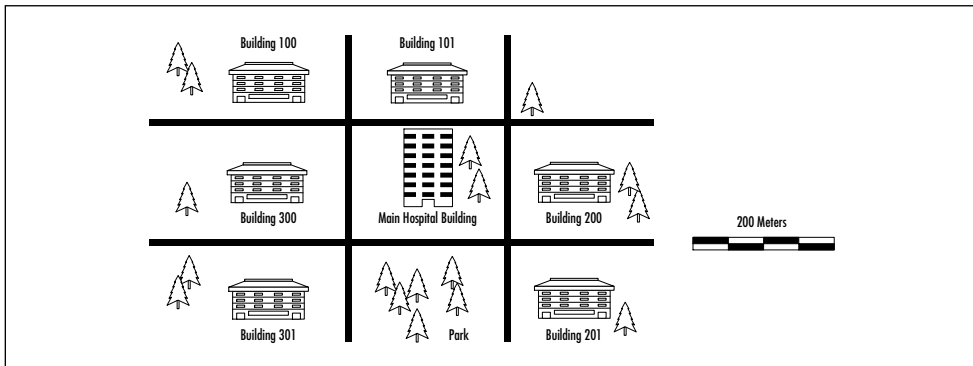 Building 100
Building 101
Building 300
Main Hospital Building
Building 200
200 Meters
Building 301
Park
Building 201